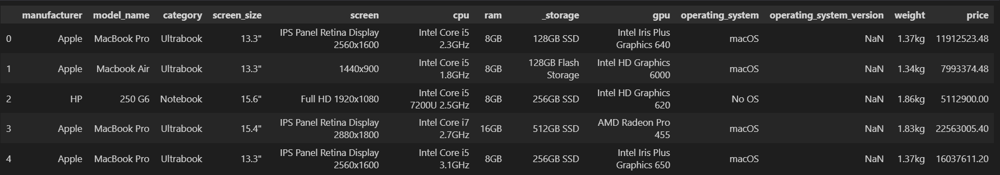 manufacturer model_name category screen_size screen cpu ram _storage gpu operating_system operating_system_version weight price
IPS Panel Retina Display Intel Core i5 Intel Iris Plus
0 Apple MacBook Pro Ultrabook 13.3" 8GB 128GB SSD macOS NaN 1.37kg 11912523.48
2560x1600 2.3GHz Graphics 640
Intel Core i5 128GB Flash Intel HD Graphics
1 Apple Macbook Air Ultrabook 13.3" 1440x900 8GB macOS NaN 1.34kg 7993374.48
1.8GHz Storage 6000
Intel Core i5 Intel HD Graphics
2 HP 250 G6 Notebook 15.6" Full HD 1920x1080 8GB 256GB SSD No OS NaN 1.86kg 5112900.00
7200U 2.5GHz 620
IPS Panel Retina Display Intel Core i7 AMD Radeon Pro
3 Apple MacBook Pro Ultrabook 15.4" 16GB 512GB SSD macOS NaN 1.83kg 22563005.40
2880x1800 2.7GHz 455
IPS Panel Retina Display Intel Core i5 Intel Iris Plus
4 Apple MacBook Pro Ultrabook 13.3" 8GB 256GB SSD macOS NaN 1.37kg 16037611.20
2560x1600 3.1GHz Graphics 650